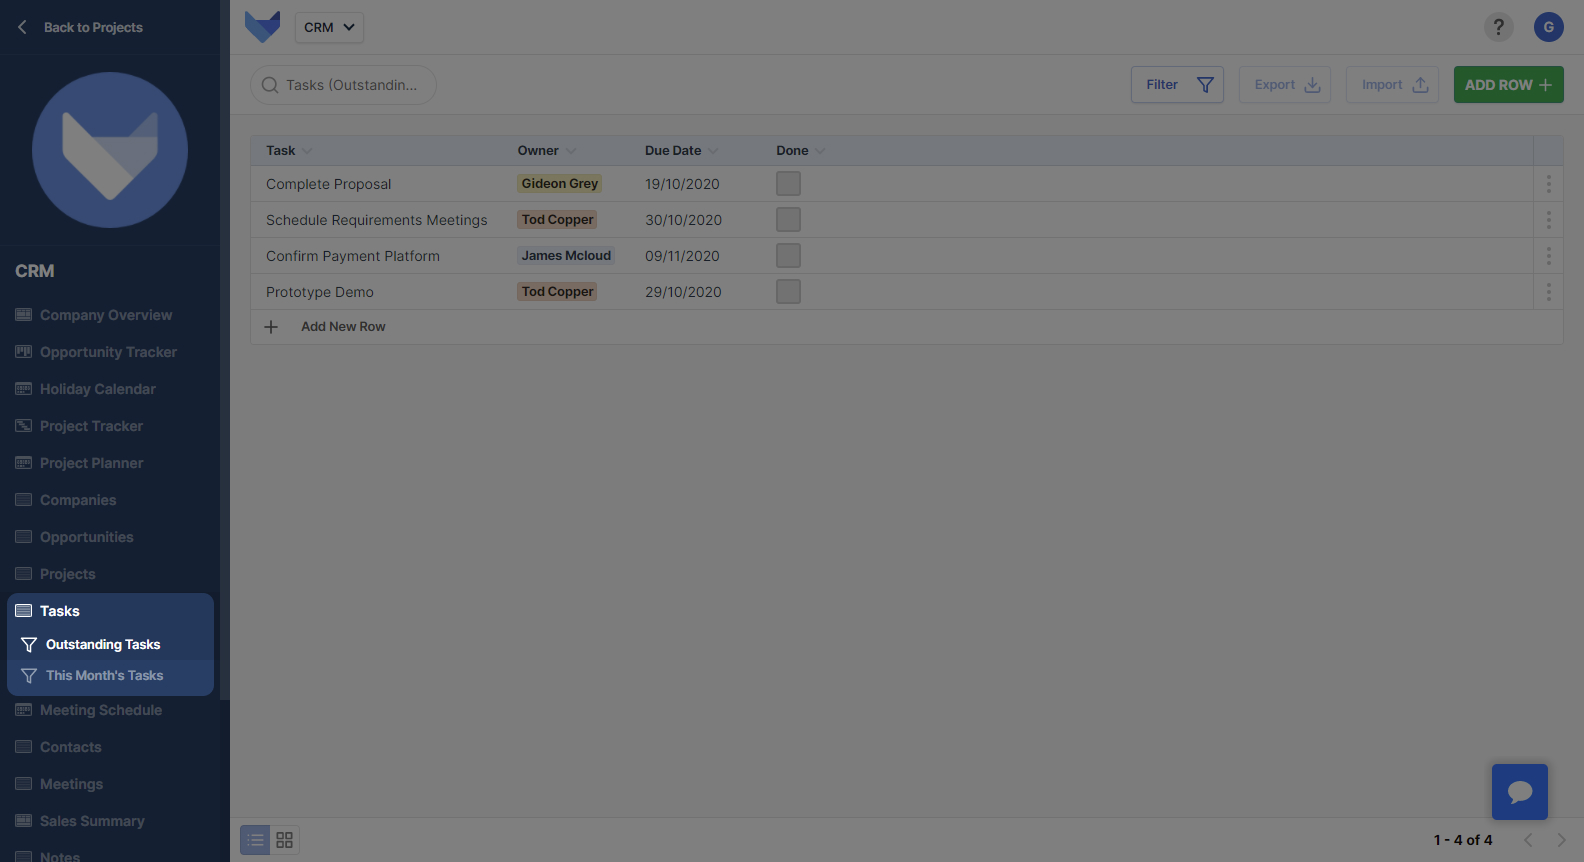 Back to Projects
CRM
Company Overview
Opportunity Tracker
Holiday Calendar
Project Tracker
Project Planner
Companies
Opportunities
Projects
Tasks
Outstanding Tasks
This Month's Tasks
Meeting Schedule
Contacts
Meetings
Sales Summary
Notes
CRM
?
G
Tasks (Outstandin...
Filter
Export
Import
ADD ROW +
Task Owner Due Date Done
Complete Proposal Gideon Grey 19/10/2020
Schedule Requirements Meetings Tod Copper 30/10/2020
Confirm Payment Platform James Mcloud 09/11/2020
Prototype Demo Tod Copper 29/10/2020
+ Add New Row
1 - 4 of 4